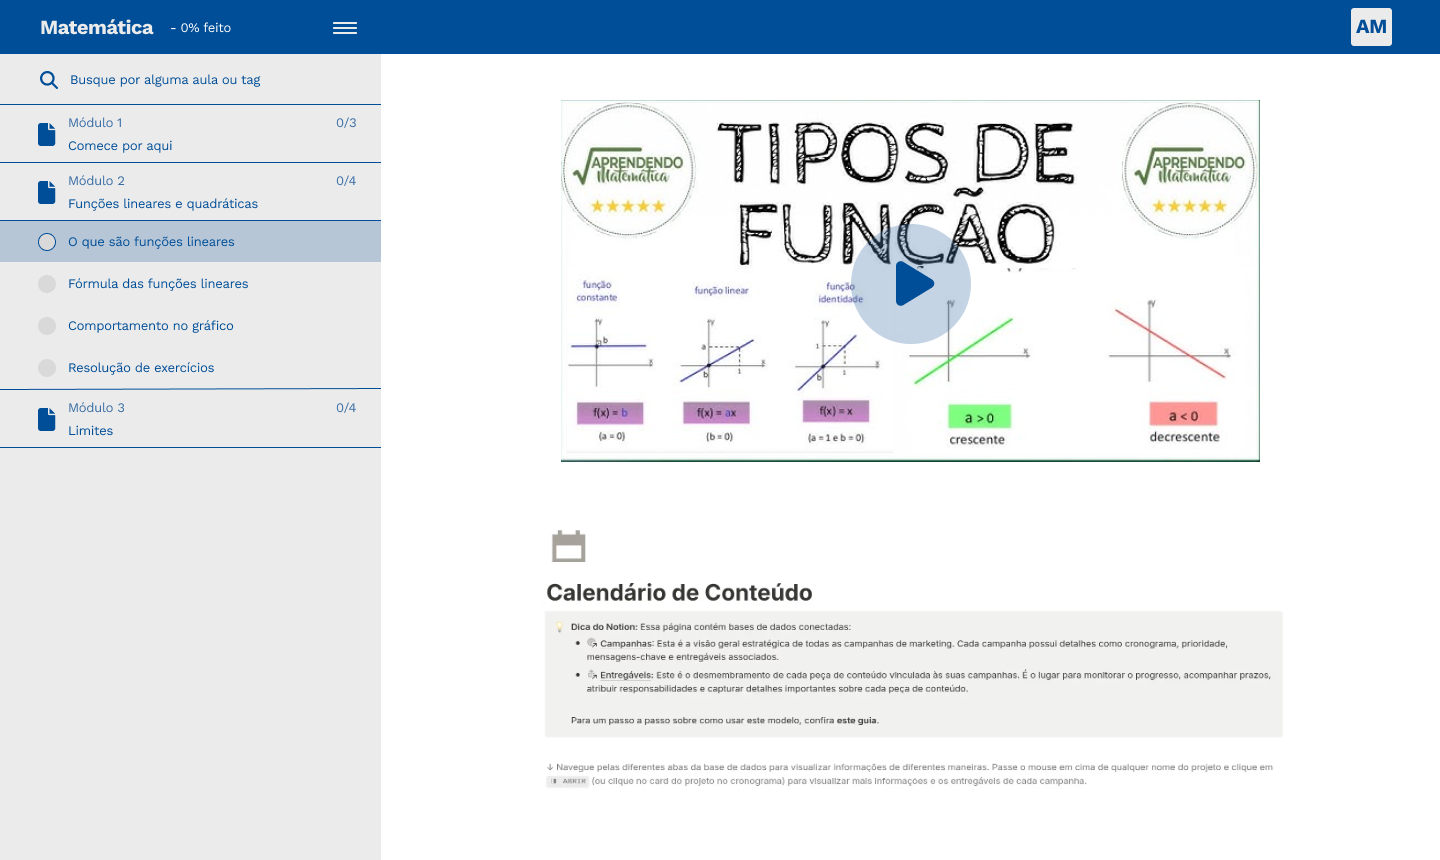 Matemática
- 0% feito
AM
Busque por alguma aula ou tag
Módulo 1
0/3
Comece por aqui
Módulo 2
0/4
Funções lineares e quadráticas
O que são funções lineares
Fórmula das funções lineares
Comportamento no gráfico
Resolução de exercícios
Módulo 3
0/4
Limites
APRENDENDO
Matemática
TIPOS DE
FUNÇÃO
APRENDENDO
Matemática
função
constante
função linear
função
identidade
y
b
x
y
a
b
1
x
y
1
b
1
x
y
x
y
x
f(x) = b
(a = 0)
f(x) = ax
(b = 0)
f(x) = x
(a = 1 e b = 0)
a > 0
crescente
a < 0
decrescente
Calendário de Conteúdo
Dica do Notion: Essa página contém bases de dados conectadas:
• Campanhas: Esta é a visão geral estratégica de todas as campanhas de marketing. Cada campanha possui detalhes como cronograma, prioridade,
mensagens-chave e entregáveis associados.
• Entregáveis: Este é o desmembramento de cada peça de conteúdo vinculada às suas campanhas. É o lugar para monitorar o progresso, acompanhar prazos,
atribuir responsabilidades e capturar detalhes importantes sobre cada peça de conteúdo.
Para um passo a passo sobre como usar este modelo, confira este guia.
↓ Navegue pelas diferentes abas da base de dados para visualizar informações de diferentes maneiras. Passe o mouse em cima de qualquer nome do projeto e clique em
ABRIR (ou clique no card do projeto no cronograma) para visualizar mais informações e os entregáveis de cada campanha.